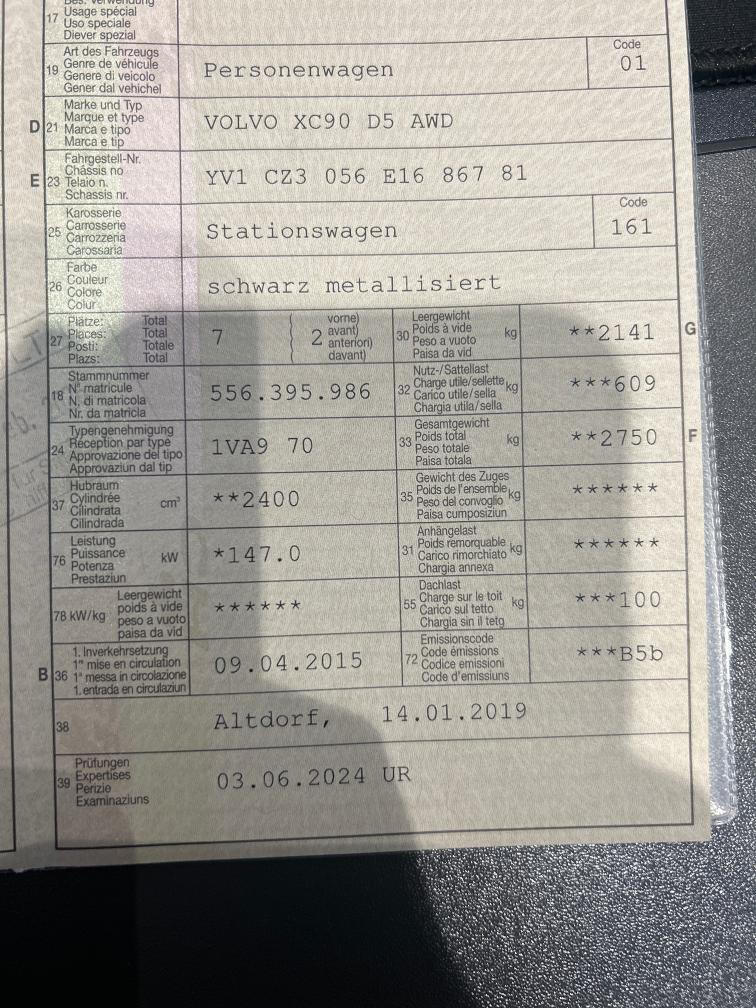 17 Usage spécial
Uso speciale
Diever spezial
19 Art des Fahrzeugs
Genre de véhicule
Genere di veicolo
Gener dal vehichel
Personenwagen
Code
01
D 21 Marke und Typ
Marque et type
Marca e tipo
Marca e tip
VOLVO XC90 D5 AWD
E 23 Fahrgestell-Nr.
Châssis no
Telaio n.
Schassis nr.
YV1 CZ3 056 E16 867 81
25 Karosserie
Carrosserie
Carrozzeria
Carossaria
Stationswagen
Code
161
26 Farbe
Couleur
Colore
Colur
schwarz metallisiert
27 Plätze: Total
Places: Total
Posti: Totale
Plazs: Total
7
2
vorne)
avant)
anteriori)
davant)
30 Leergewicht
Poids à vide
Peso a vuoto
Paisa da vid
kg
**2141
G
18 Stammnummer
N° matricule
N. di matricola
Nr. da matricla
556.395.986
32 Nutz-/Sattellast
Charge utile/sellette
Carico utile/sella
Chargia utila/sella
kg
***609
24 Typengenehmigung
Réception par type
Approvazione del tipo
Approvaziun dal tip
1VA9 70
33 Gesamtgewicht
Poids total
Peso totale
Paisa totala
kg
**2750
F
37 Hubraum
Cylindrée
Cilindrata
Cilindrada
cm³
**2400
35 Gewicht des Zuges
Poids de l'ensemble
Peso del convoglio
Paisa cumposiziun
kg
******
76 Leistung
Puissance
Potenza
Prestaziun
kW
*147.0
31 Anhängelast
Poids remorquable
Carico rimorchiato
Chargia annexa
kg
******
78 kW/kg
Leergewicht
poids à vide
peso a vuoto
paisa da vid
******
55 Dachlast
Charge sur le toit
Carico sul tetto
Chargia sin il tetg
kg
***100
B 36 1. Inverkehrsetzung
1re mise en circulation
1a messa in circolazione
1. entrada en circulaziun
09.04.2015
72 Emissionscode
Code émissions
Codice emissioni
Code d'emissiuns
***B5b
38
Altdorf, 14.01.2019
39 Prüfungen
Expertises
Perizie
Examinaziuns
03.06.2024 UR